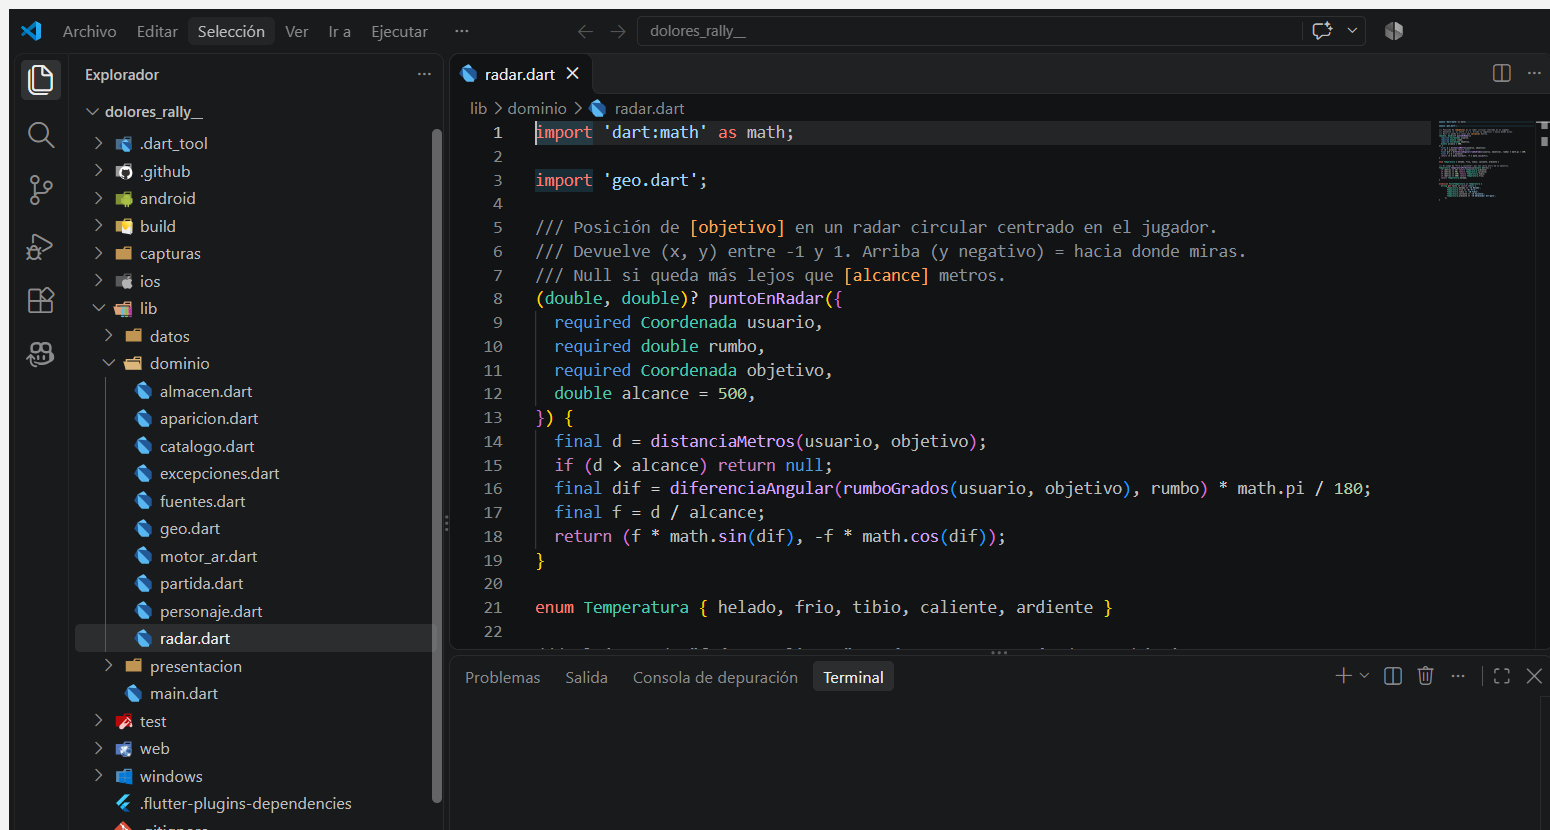 Archivo Editar Selección Ver Ir a Ejecutar ··· dolores_rally__
Explorador ···
dolores_rally__
.dart_tool
.github
android
build
capturas
ios
lib
datos
dominio
almacen.dart
aparicion.dart
catalogo.dart
excepciones.dart
fuentes.dart
geo.dart
motor_ar.dart
partida.dart
personaje.dart
radar.dart
presentacion
main.dart
test
web
windows
.flutter-plugins-dependencies
.gitignore
radar.dart
lib > dominio > radar.dart
1 import 'dart:math' as math;
2
3 import 'geo.dart';
4
5 /// Posición de [objetivo] en un radar circular centrado en el jugador.
6 /// Devuelve (x, y) entre -1 y 1. Arriba (y negativo) = hacia donde miras.
7 /// Null si queda más lejos que [alcance] metros.
8 (double, double)? puntoEnRadar({
9 required Coordenada usuario,
10 required double rumbo,
11 required Coordenada objetivo,
12 double alcance = 500,
13 }) {
14 final d = distanciaMetros(usuario, objetivo);
15 if (d > alcance) return null;
16 final dif = diferenciaAngular(rumboGrados(usuario, objetivo), rumbo) * math.pi / 180;
17 final f = d / alcance;
18 return (f * math.sin(dif), -f * math.cos(dif));
19 }
20
21 enum Temperatura { helado, frio, tibio, caliente, ardiente }
22
Problemas Salida Consola de depuración Terminal